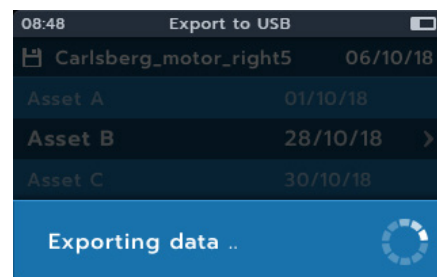 08:48 Export to USB
Carlsberg_motor_right5 06/10/18
Asset A 01/10/18
Asset B 28/10/18 >
Asset C 30/10/18
Exporting data ..